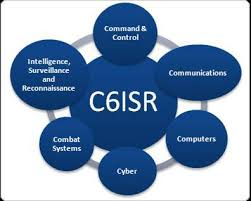 Command &
Control
Communications
Computers
Cyber
Combat
Systems
Intelligence,
Surveillance
and
Reconnaissance
C6ISR